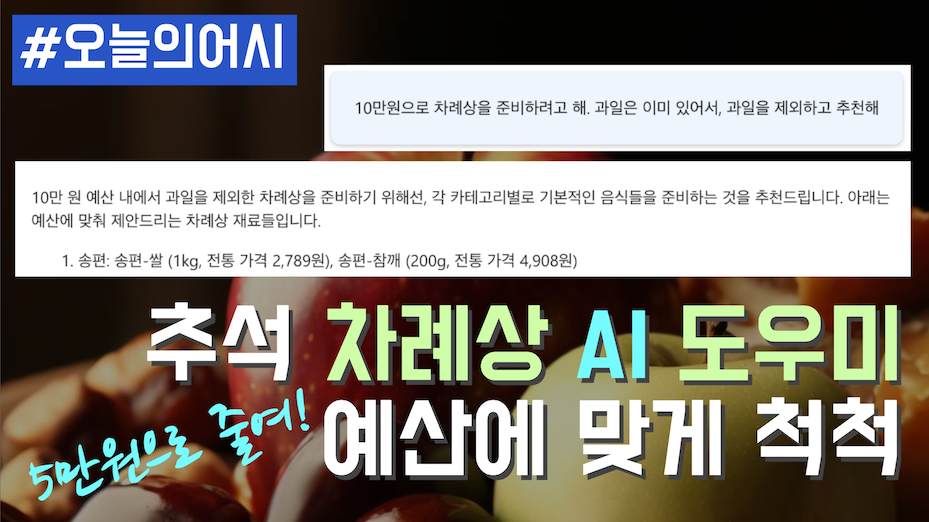 #오늘의어시
10만원으로 차례상을 준비하려고 해. 과일은 이미 있어서, 과일을 제외하고 추천해
10만 원 예산 내에서 과일을 제외한 차례상을 준비하기 위해선, 각 카테고리별로 기본적인 음식들을 준비하는 것을 추천드립니다. 아래는
예산에 맞춰 제안드리는 차례상 재료들입니다.
1. 송편: 송편-쌀 (1kg, 전통 가격 2,789원), 송편-참깨 (200g, 전통 가격 4,908원)
추석 차례상 AI 도우미
5만원으로 줄여!
예산에 맞게 척척